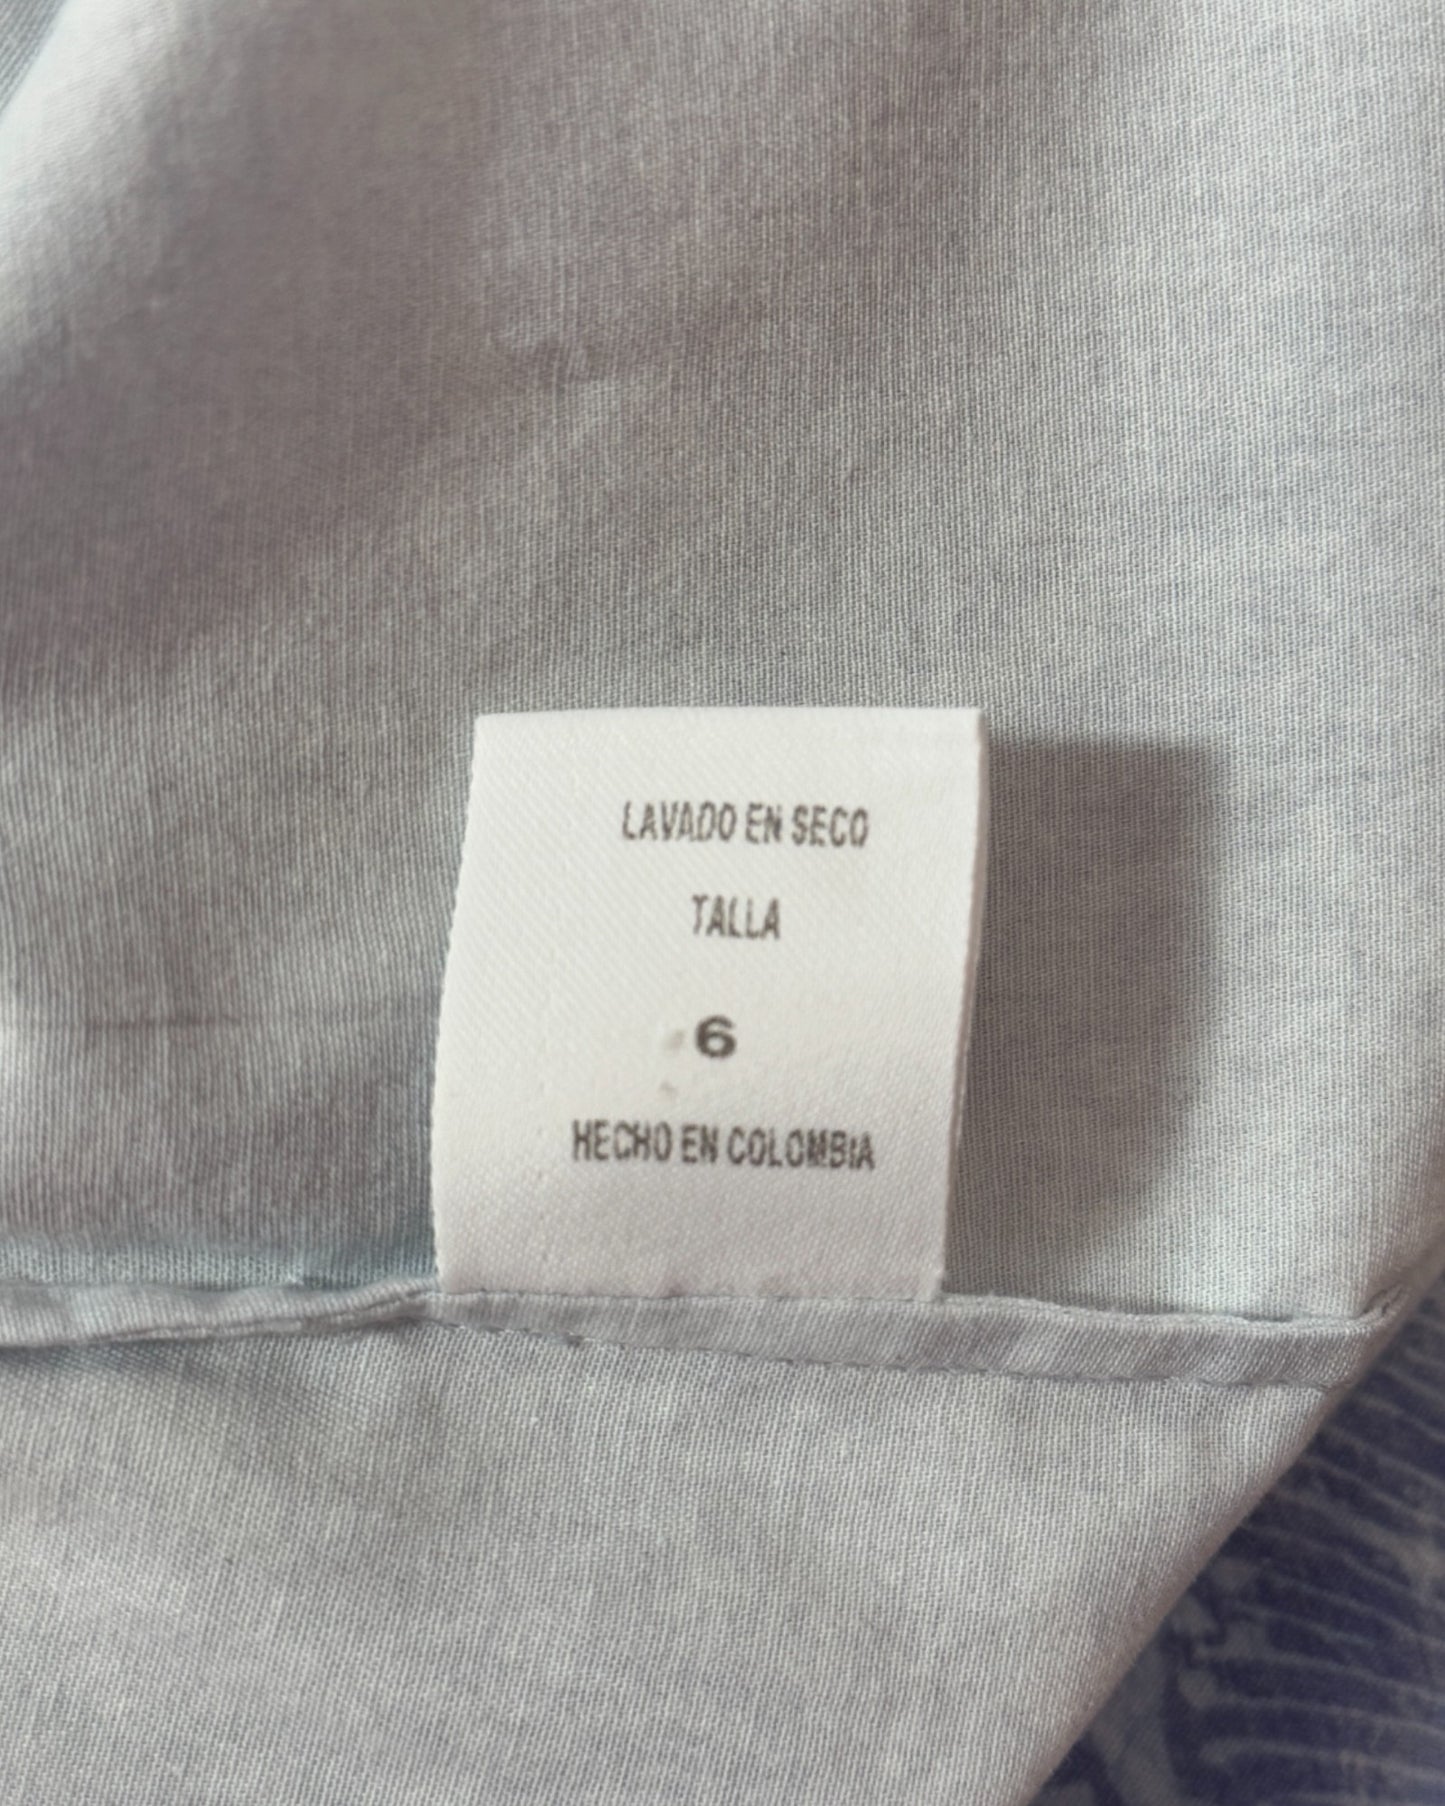 LAVADO EN SECO
TALLA
6
HECHO EN COLOMBIA